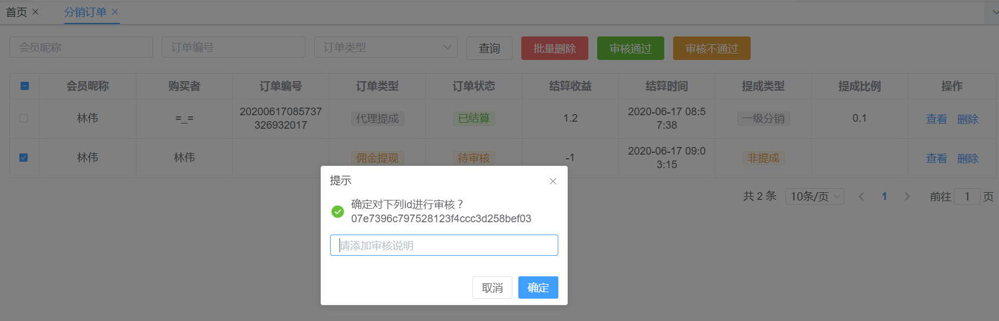 首页
分销订单
会员昵称
订单编号
订单类型
查询
批量删除
审核通过
审核不通过
会员昵称
购买者
订单编号
订单类型
订单状态
结算收益
结算时间
提成类型
提成比例
操作
林伟
=_=
20200617085737
326932017
代理提成
已结算
1.2
2020-06-17 08:5
7:38
一级分销
0.1
查看
删除
林伟
林伟
佣金提现
待审核
-1
2020-06-17 09:0
3:15
非提成
查看
删除
共 2 条
10条/页
1
前往
1
页
提示
确定对下列id进行审核？
07e7396c797528123f4ccc3d258bef03
请添加审核说明
取消
确定